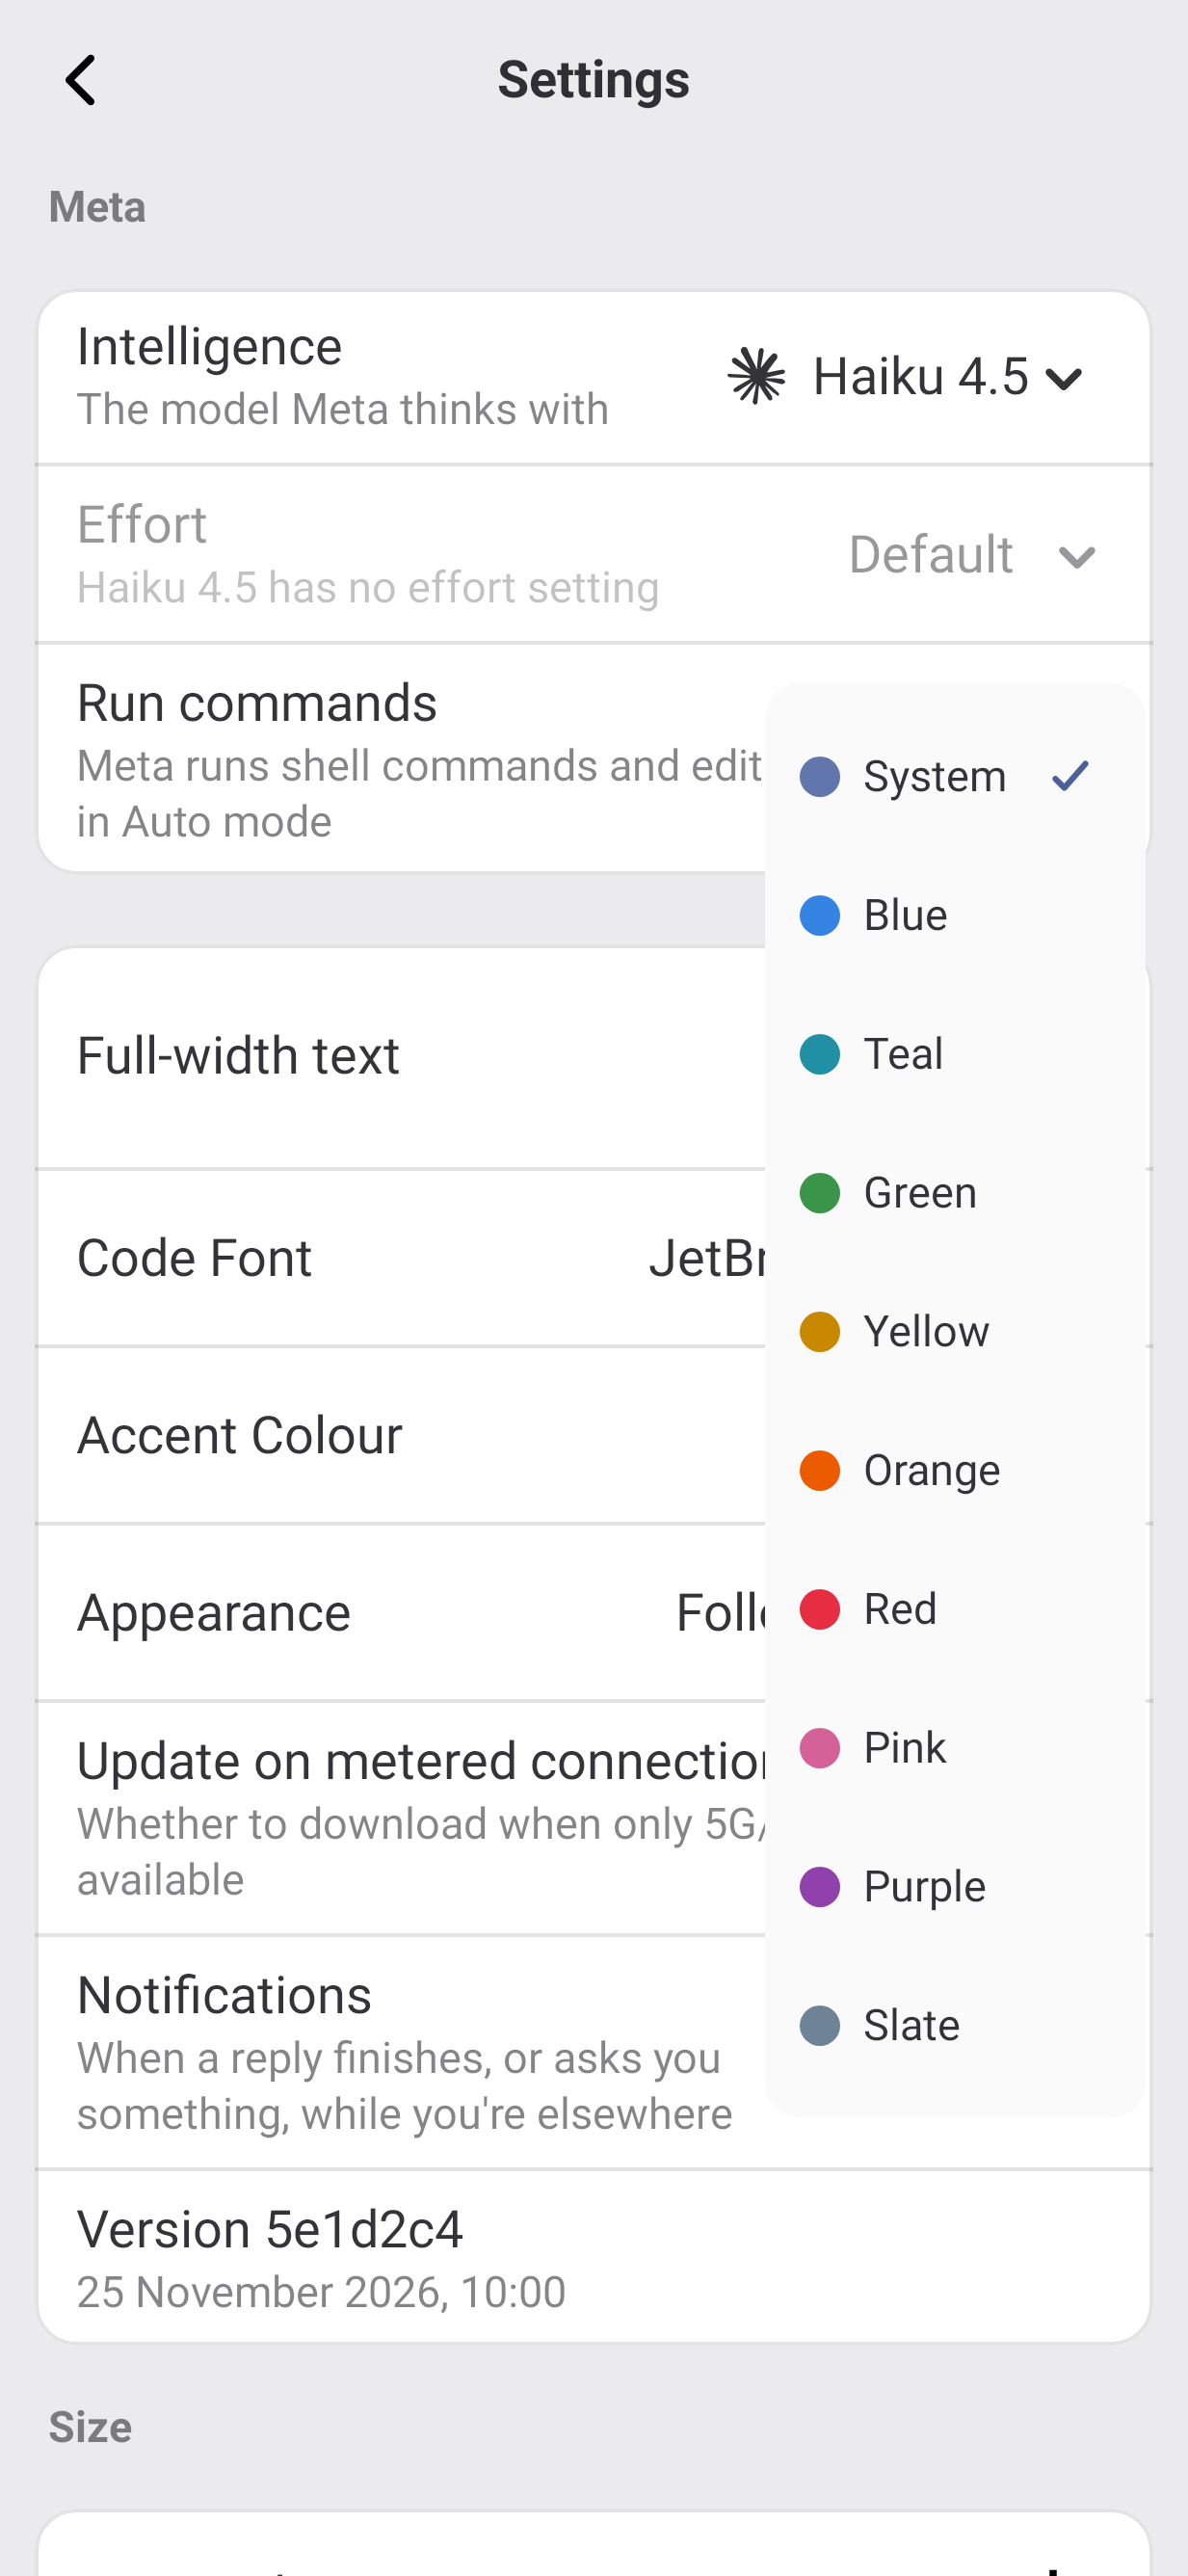 Settings
Meta
Intelligence
The model Meta thinks with
Haiku 4.5
Effort
Haiku 4.5 has no effort setting
Default
Run commands
Meta runs shell commands and edit
in Auto mode
System
Blue
Teal
Green
Yellow
Orange
Red
Pink
Purple
Slate
Full-width text
Code Font
Accent Colour
Appearance
Update on metered
Whether to download when only 5G/
available
Notifications
When a reply finishes, or asks you
something, while you're elsewhere
Version 5e1d2c4
25 November 2026, 10:00
Size